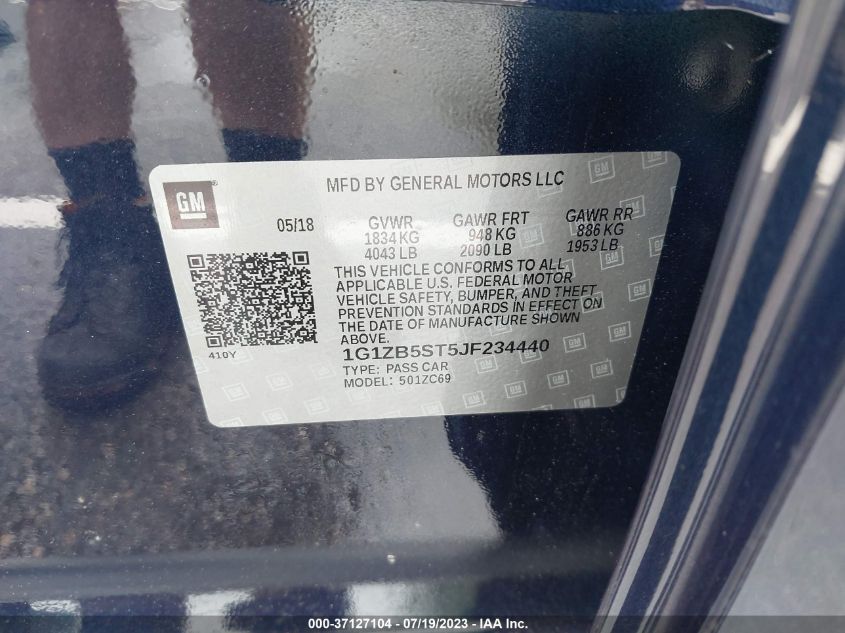 GM
MFD BY GENERAL MOTORS LLC
05/18 GVWR GAWR FRT GAWR RR
1834 KG 948 KG 886 KG
4043 LB 2090 LB 1953 LB
THIS VEHICLE CONFORMS TO ALL
APPLICABLE U.S. FEDERAL MOTOR
VEHICLE SAFETY, BUMPER, AND THEFT
PREVENTION STANDARDS IN EFFECT ON
THE DATE OF MANUFACTURE SHOWN
ABOVE.
410Y
1G1ZB5ST5JF234440
TYPE: PASS CAR
MODEL: 501ZC69
000-37127104 - 07/19/2023 - IAA Inc.